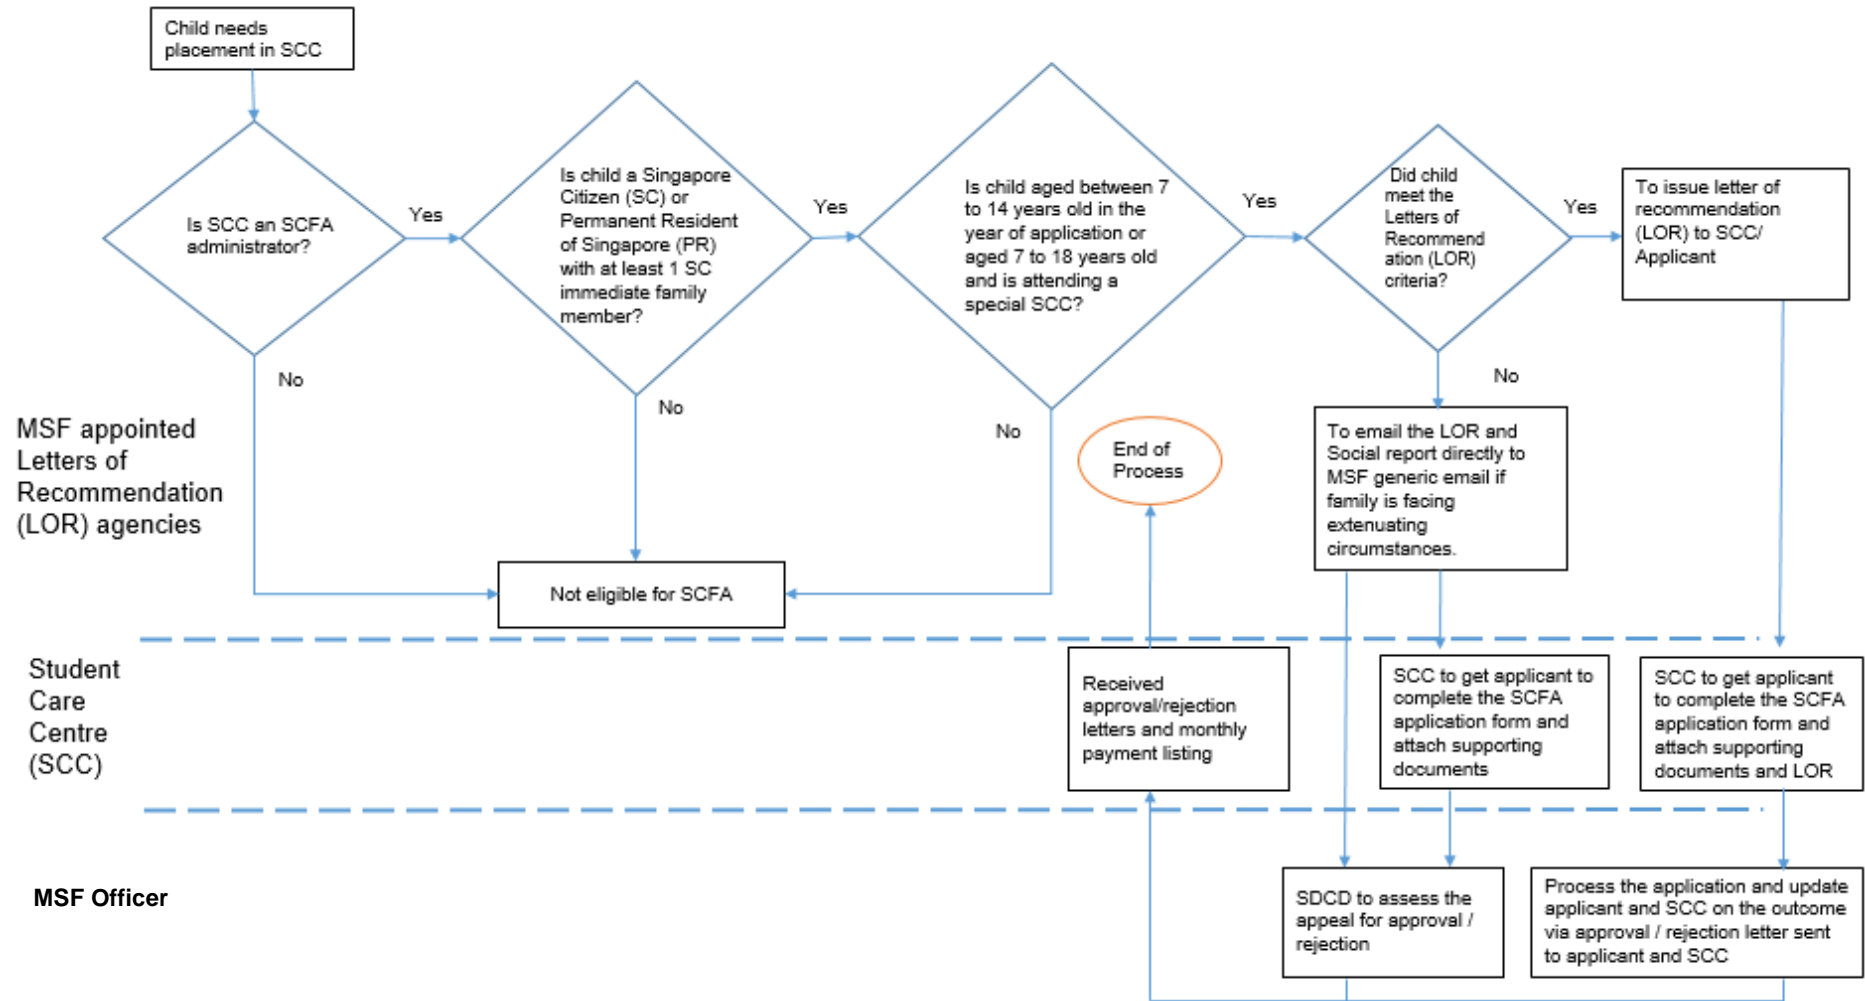 Child needs
placement in SCC
Is SCC an SCFA
administrator?
Yes
No
Is child a Singapore
Citizen (SC) or
Permanent Resident
of Singapore (PR)
with at least 1 SC
immediate family
member?
Yes
No
Is child aged between 7
to 14 years old in the
year of application or
aged 7 to 18 years old
and is attending a
special SCC?
Yes
No
Did child
meet the
Letters of
Recommend
ation (LOR)
criteria?
Yes
No
To issue letter of
recommendation
(LOR) to SCC/
Applicant
MSF appointed
Letters of
Recommendation
(LOR) agencies
Not eligible for SCFA
End of
Process
To email the LOR and
Social report directly to
MSF generic email if
family is facing
extenuating
circumstances.
Student
Care
Centre
(SCC)
Received
approval/rejection
letters and monthly
payment listing
SCC to get applicant to
complete the SCFA
application form and
attach supporting
documents
SCC to get applicant
to complete the SCFA
application form and
attach supporting
documents and LOR
MSF Officer
SDCD to assess the
appeal for approval /
rejection
Process the application and update
applicant and SCC on the outcome
via approval / rejection letter sent
to applicant and SCC